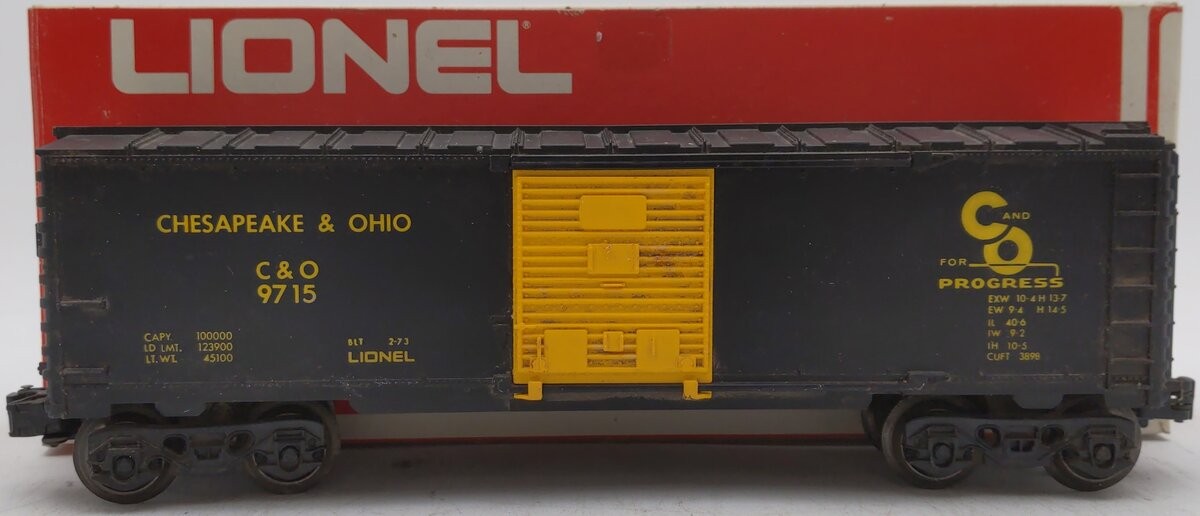 LIONEL®
CHESAPEAKE & OHIO
C & O
9715
CAPY. 100000
LD LMT. 123900
LT. WT. 45100
BLT 2-73
LIONEL
C AND O
FOR
PROGRESS
EXW 10-4 H 13-7
EW 9-4 H 14-5
IL 40-6
IW 9-2
IH 10-5
CUFT 3898